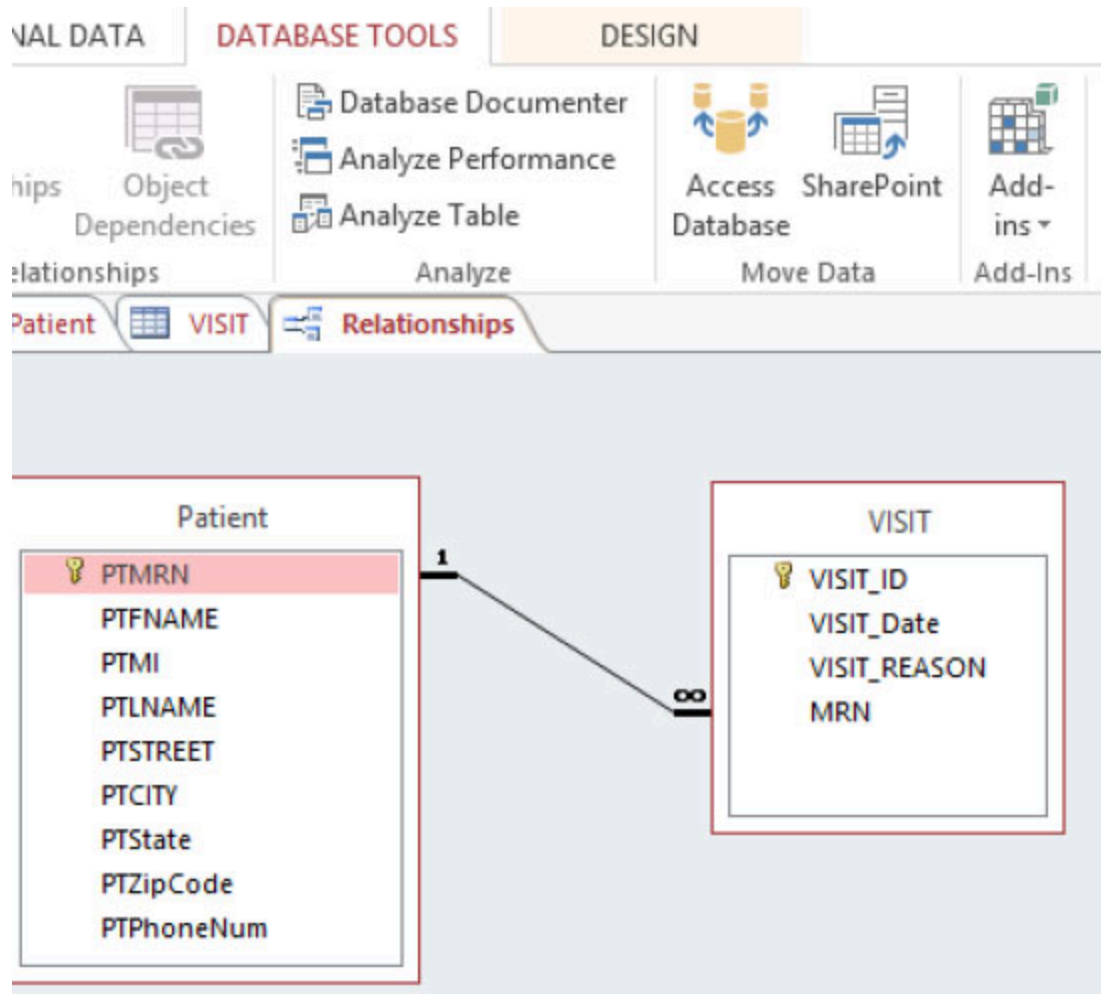 NAL DATA DATABASE TOOLS DESIGN
Database Documenter
Analyze Performance
Analyze Table
hips Object Dependencies
Access Database
SharePoint
Add-ins
elationships Analyze Move Data Add-Ins
Patient VISIT Relationships
Patient
PTMRN
PTFNAME
PTMI
PTLNAME
PTSTREET
PTCITY
PTState
PTZipCode
PTPhoneNum
1
∞
VISIT
VISIT_ID
VISIT_Date
VISIT_REASON
MRN